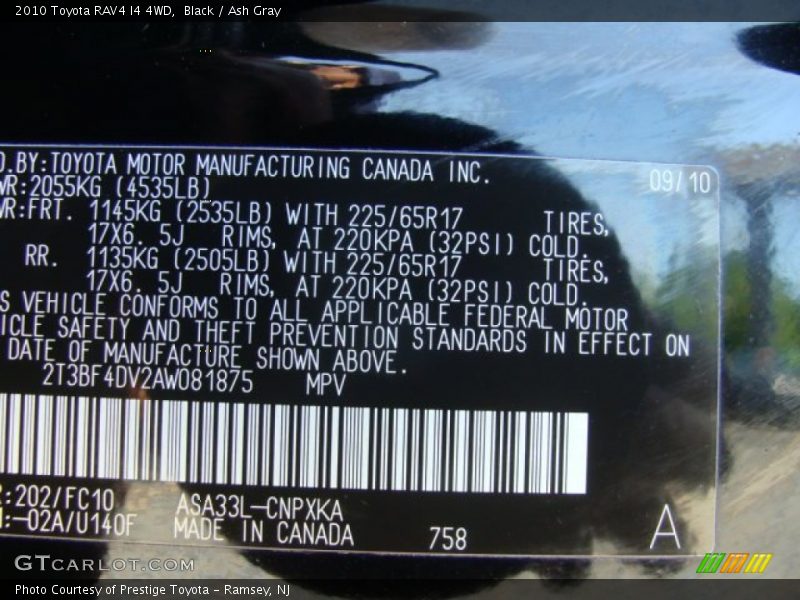 2010 Toyota RAV4 I4 4WD, Black / Ash Gray
D.BY:TOYOTA MOTOR MANUFACTURING CANADA INC.
09/10
WR:2055KG (4535LB)
WR:FRT. 1145KG (2535LB) WITH 225/65R17 TIRES,
17X6. 5J RIMS, AT 220KPA (32PSI) COLD.
RR. 1135KG (2505LB) WITH 225/65R17 TIRES,
17X6. 5J RIMS, AT 220KPA (32PSI) COLD.
S VEHICLE CONFORMS TO ALL APPLICABLE FEDERAL MOTOR
ICLE SAFETY AND THEFT PREVENTION STANDARDS IN EFFECT ON
DATE OF MANUFACTURE SHOWN ABOVE.
2T3BF4DV2AW081875 MPV
:202/FC10 ASA33L-CNPXKA
:-02A/U140F MADE IN CANADA 758 A
GTCARLOT.COM
Photo Courtesy of Prestige Toyota - Ramsey, NJ